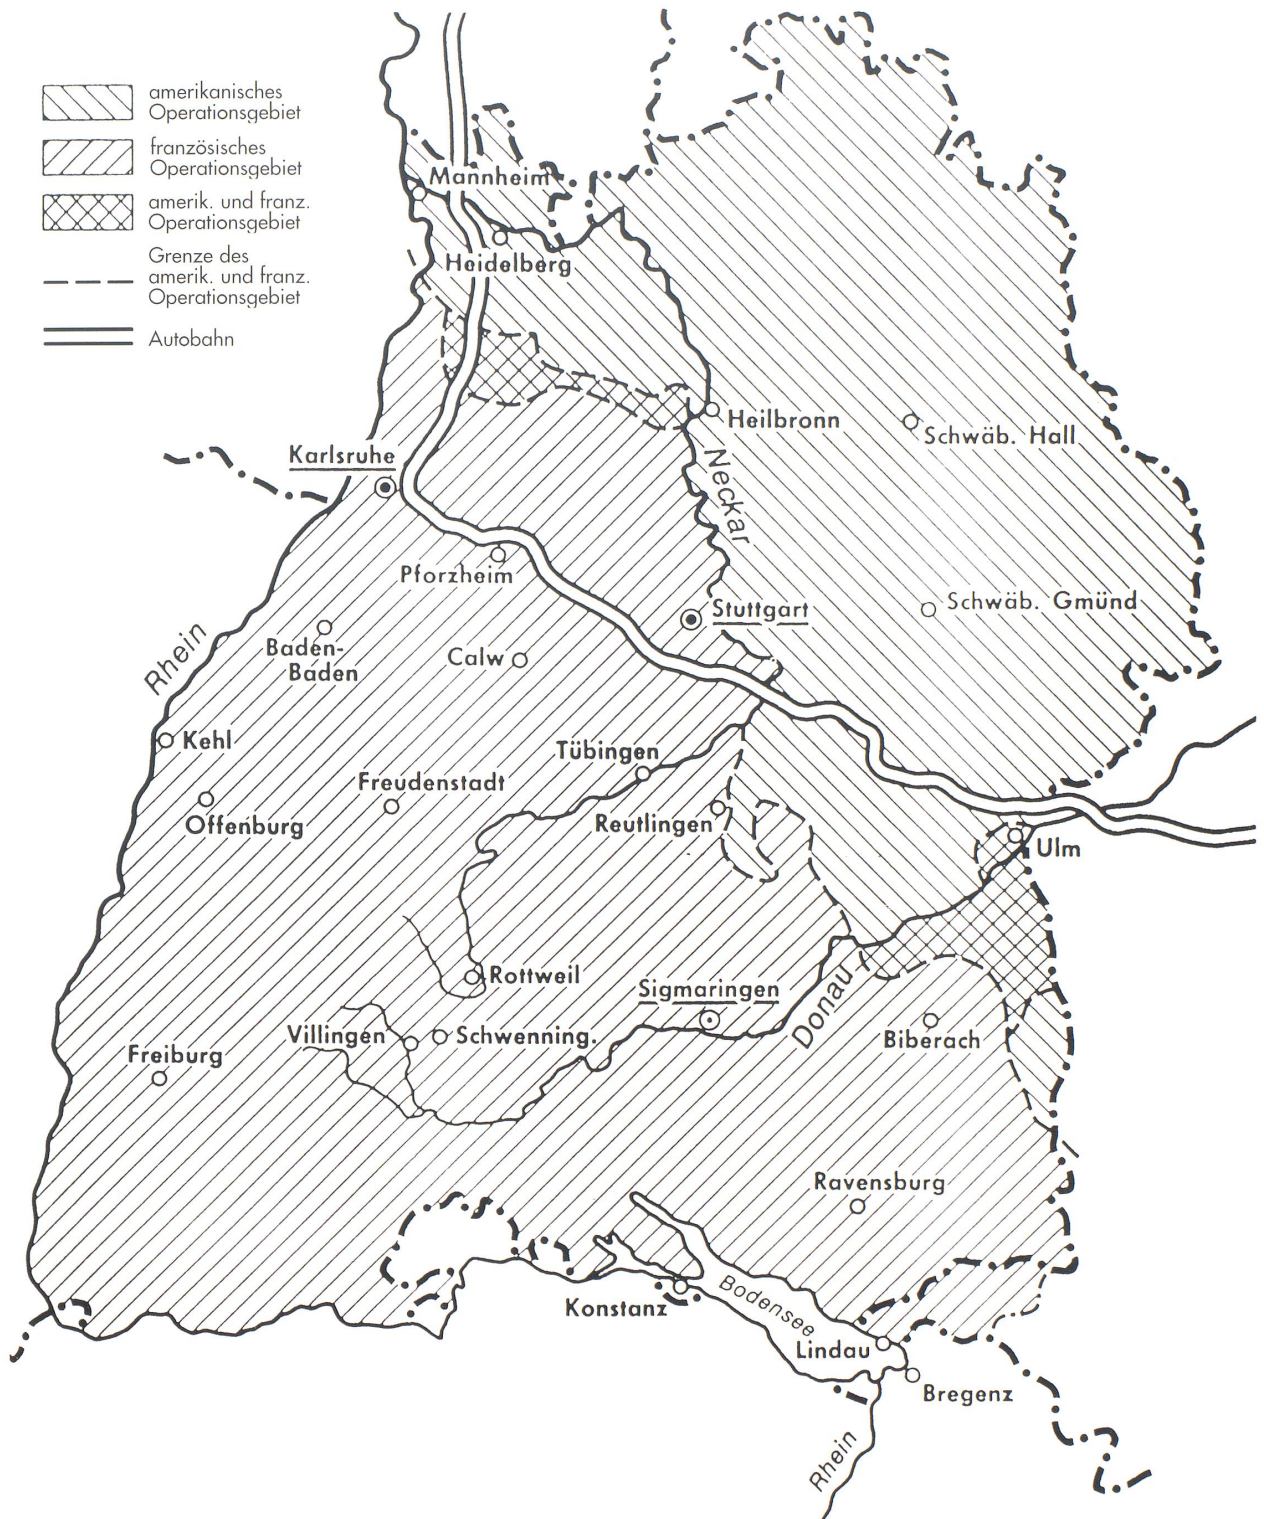 amerikanisches
Operationsgebiet
französisches
Operationsgebiet
amerik. und franz.
Operationsgebiet
Grenze des
amerik. und franz.
Operationsgebiet
Autobahn
Mannheim
Heidelberg
Heilbronn
Schwäb. Hall
Karlsruhe
Neckar
Pforzheim
Schwäb. Gmünd
Stuttgart
Rhein
Baden-
Baden
Calw
Kehl
Tübingen
Freudenstadt
Offenburg
Reutlingen
Ulm
Rottweil
Sigmaringen
Donau
Villingen
Schwenning.
Biberach
Freiburg
Ravensburg
Konstanz
Bodensee
Lindau
Bregenz
Rhein